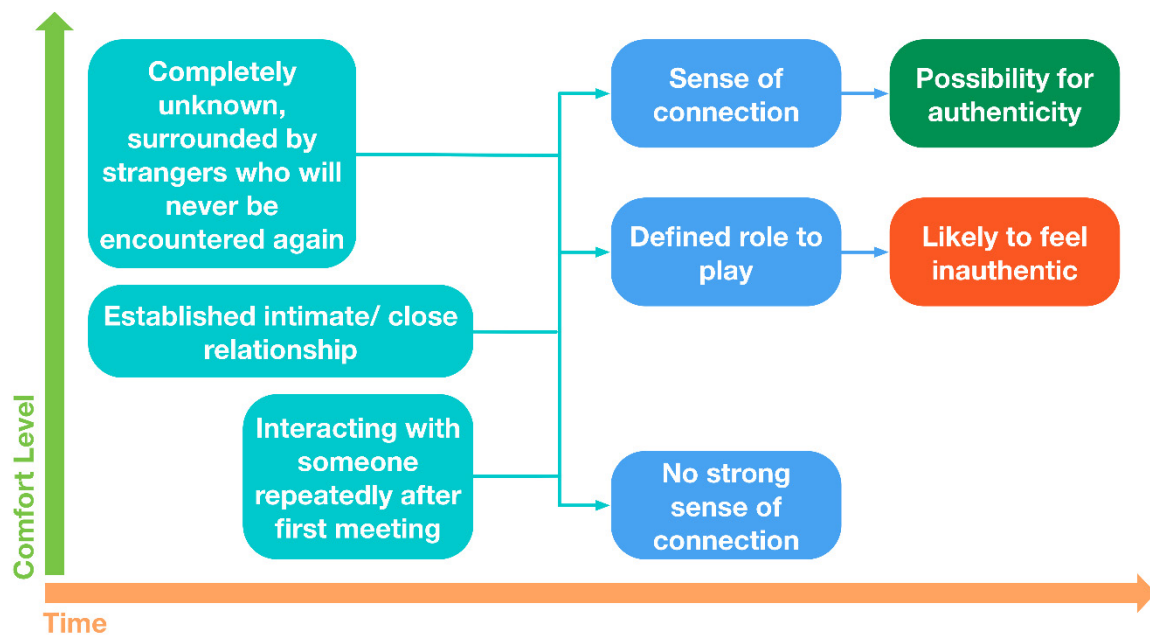 Comfort Level
Completely
unknown,
surrounded by
strangers who will
never be
encountered again
Established intimate/ close
relationship
Interacting with
someone
repeatedly after
first meeting
Sense of
connection
Possibility for
authenticity
Defined role to
play
Likely to feel
inauthentic
No strong
sense of
connection
Time